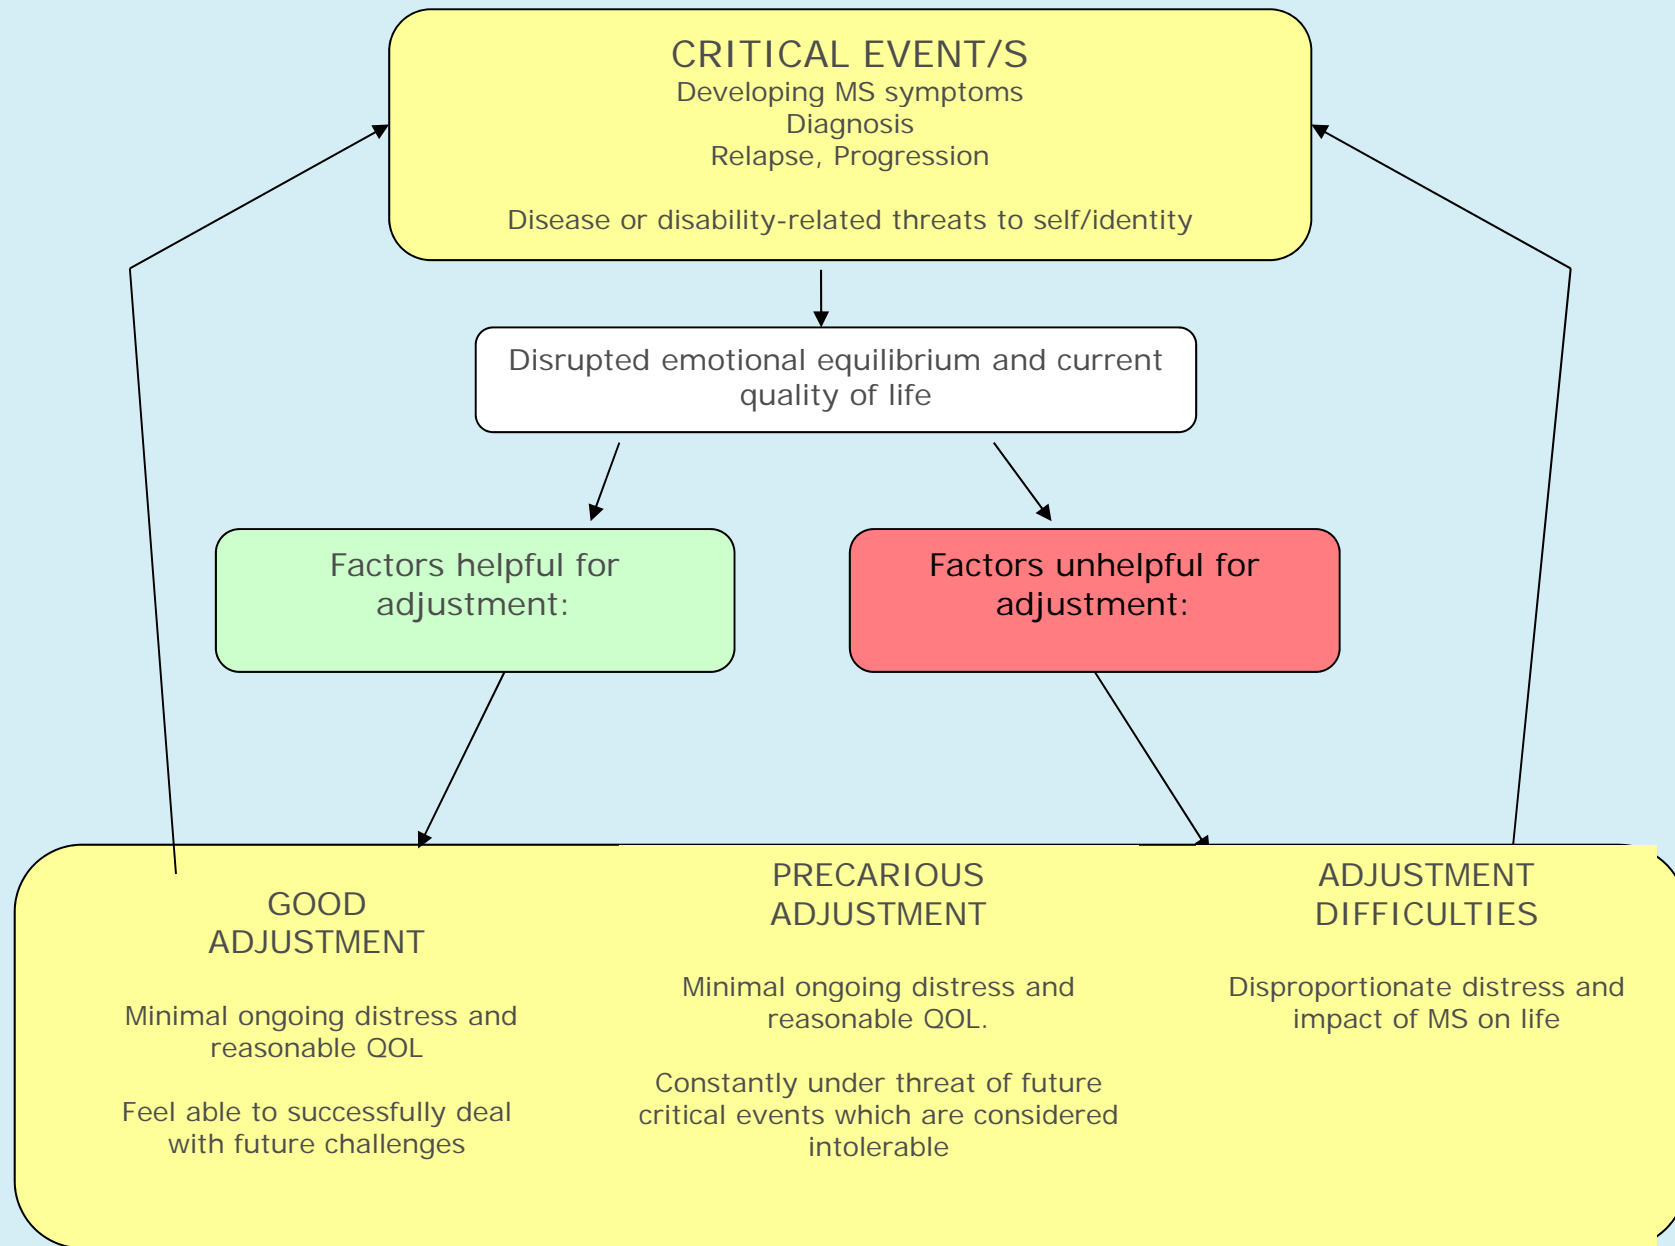 CRITICAL EVENT/S
Developing MS symptoms
Diagnosis
Relapse, Progression
Disease or disability-related threats to self/identity
Disrupted emotional equilibrium and current
quality of life
Factors helpful for
adjustment:
Factors unhelpful for
adjustment:
GOOD
ADJUSTMENT
Minimal ongoing distress and
reasonable QOL
Feel able to successfully deal
with future challenges
PRECARIOUS
ADJUSTMENT
Minimal ongoing distress and
reasonable QOL.
Constantly under threat of future
critical events which are considered
intolerable
ADJUSTMENT
DIFFICULTIES
Disproportionate distress and
impact of MS on life